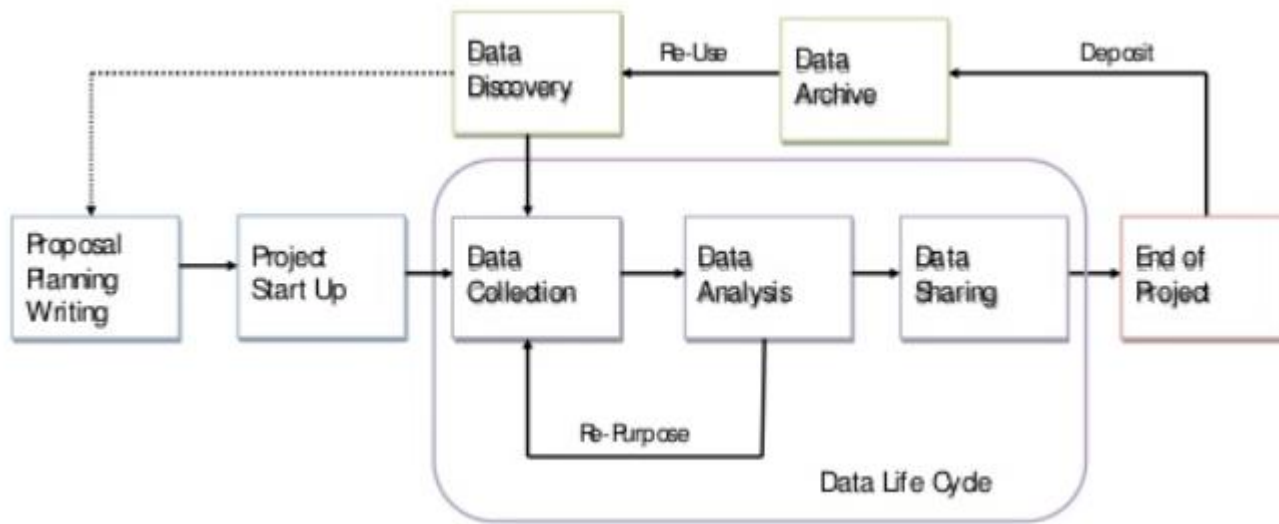 Data
Discovery
Re-Use
Data
Archive
Deposit
Proposal
Planning
Writing
Project
Start Up
Data
Collection
Data
Analysis
Data
Sharing
End of
Project
Re-Purpose
Data Life Cycle